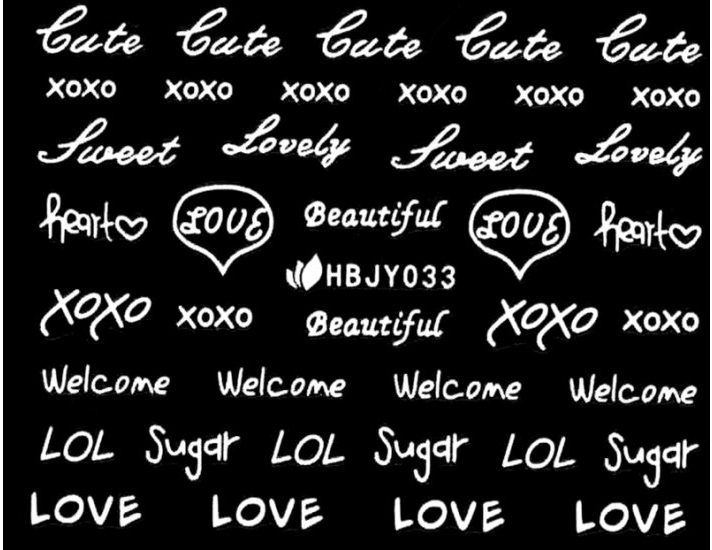 Cute Cute Cute Cute Cute
xoxo xoxo xoxo xoxo xoxo xoxo
Sweet Lovely Sweet Lovely
heart LOVE Beautiful LOVE heart
HBJY033
XOXO XOXO Beautiful XOXO XOXO
Welcome Welcome Welcome Welcome
LOL Sugar LOL Sugar LOL Sugar
LOVE LOVE LOVE LOVE